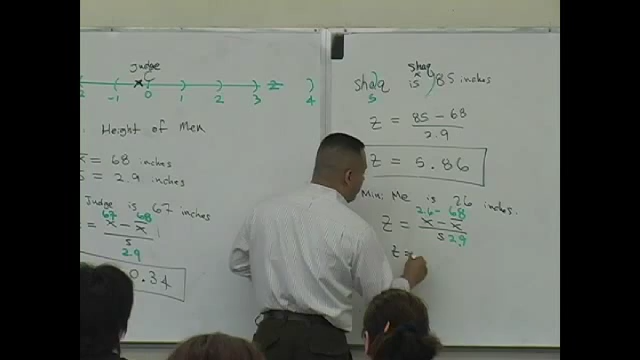 Judge
x
-1 0 1 2 3 z 4
: Height of Men
x̄ = 68 inches
s = 2.9 inches
Judge is 67 inches
67 68
= x - x̄
s
2.9
0.34
shaq
x
shaq is 85 inches
5
z = 85 - 68
2.9
z = 5.86
Mini Me is 26 inches.
26 - 68
z = x - x̄
s 2.9
z =